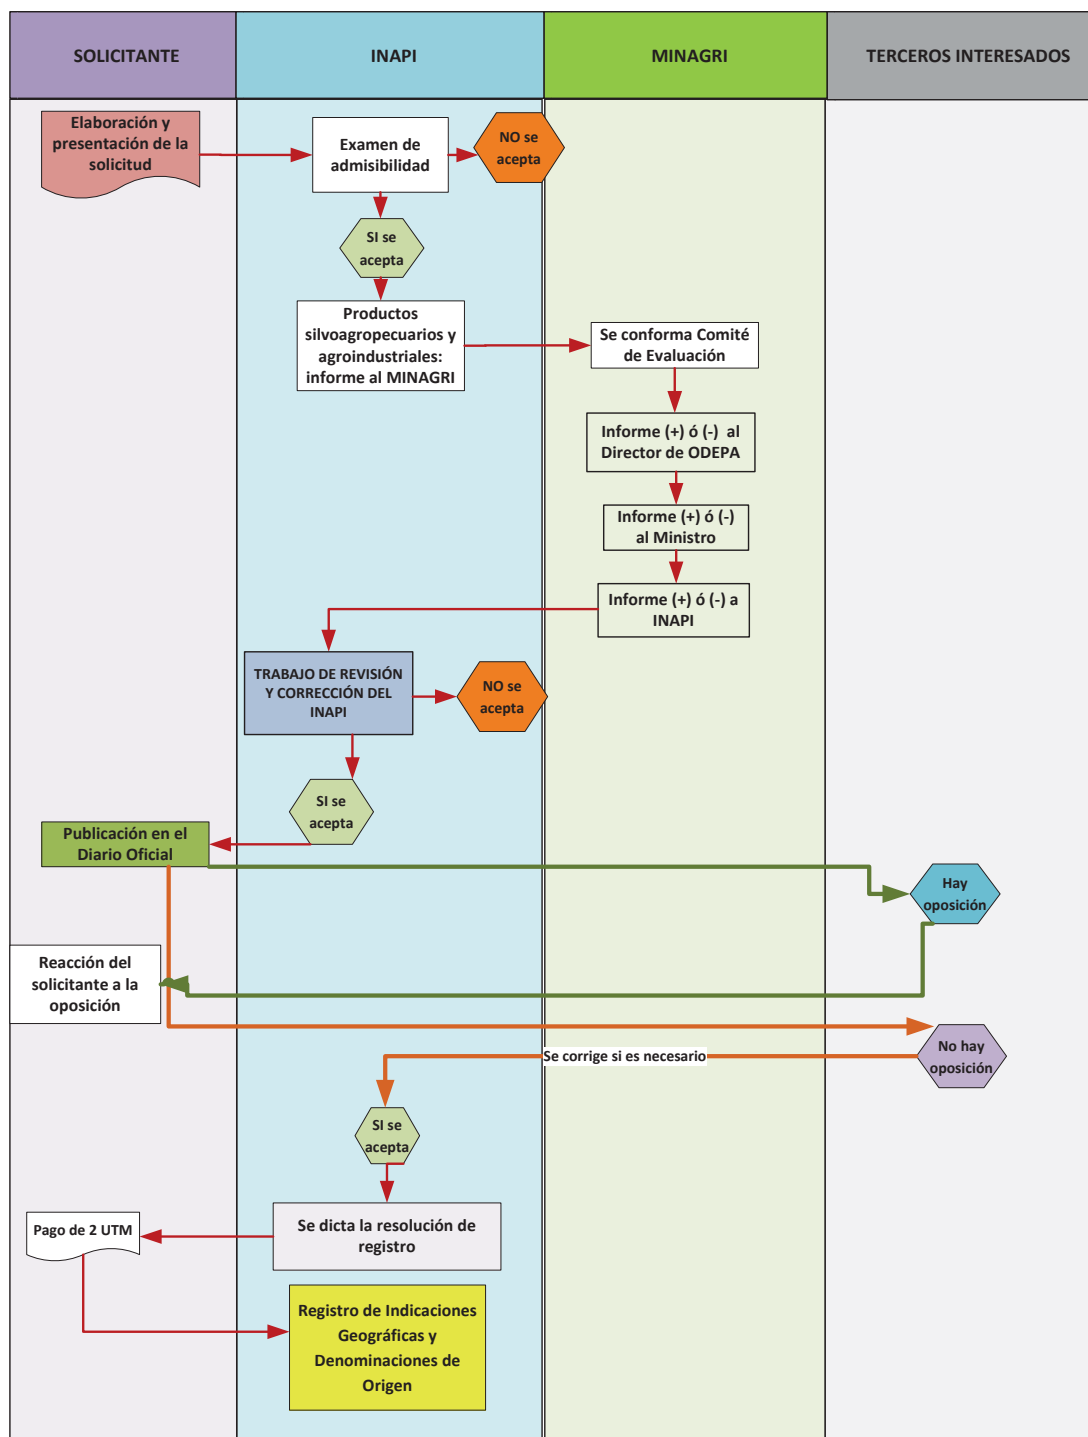 SOLICITANTE
INAPI
MINAGRI
TERCEROS INTERESADOS
Elaboración y
presentación de la
solicitud
Examen de
admisibilidad
NO se
acepta
SI se
acepta
Productos
silvoagropecuarios y
agroindustriales:
informe al MINAGRI
Se conforma Comité
de Evaluación
Informe (+) ó (-) al
Director de ODEPA
Informe (+) ó (-)
al Ministro
Informe (+) ó (-) a
INAPI
TRABAJO DE REVISIÓN
Y CORRECCIÓN DEL
INAPI
NO se
acepta
SI se
acepta
Publicación en el
Diario Oficial
Hay
oposición
Reacción del
solicitante a la
oposición
No hay
oposición
Se corrige si es necesario
SI se
acepta
Se dicta la resolución de
registro
Pago de 2 UTM
Registro de Indicaciones
Geográficas y
Denominaciones de
Origen